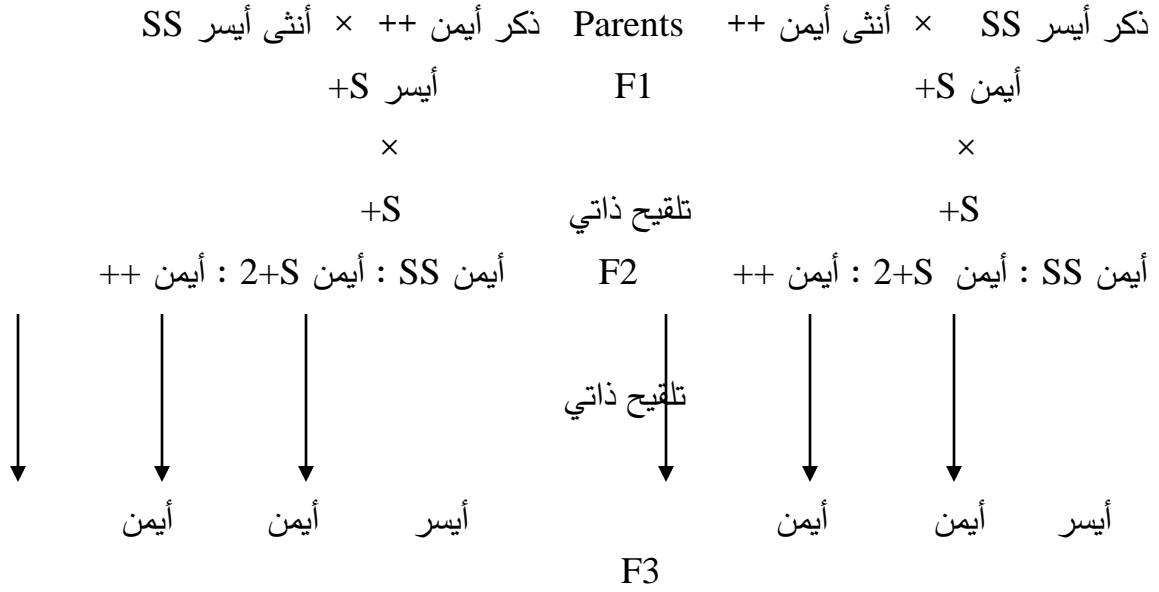 ذكر أيسر SS × أنثى أيمن ++ Parents ذكر أيمن ++ × أنثى أيسر SS
أيمن +S F1 أيسر +S
× ×
+S تلقيح ذاتي +S
أيمن SS : أيمن 2+S : أيمن ++ F2 أيمن SS : أيمن 2+S : أيمن ++
تلقيح ذاتي
أيسر أيمن أيمن أيسر أيمن أيمن
F3